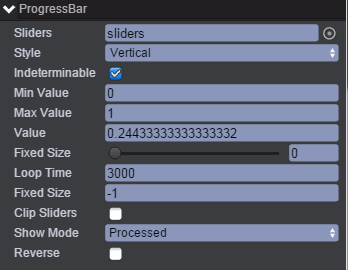 ProgressBar
Sliders sliders
Style Vertical
Indeterminable
Min Value 0
Max Value 1
Value 0.24433333333333332
Fixed Size 0
Loop Time 3000
Fixed Size -1
Clip Sliders
Show Mode Processed
Reverse